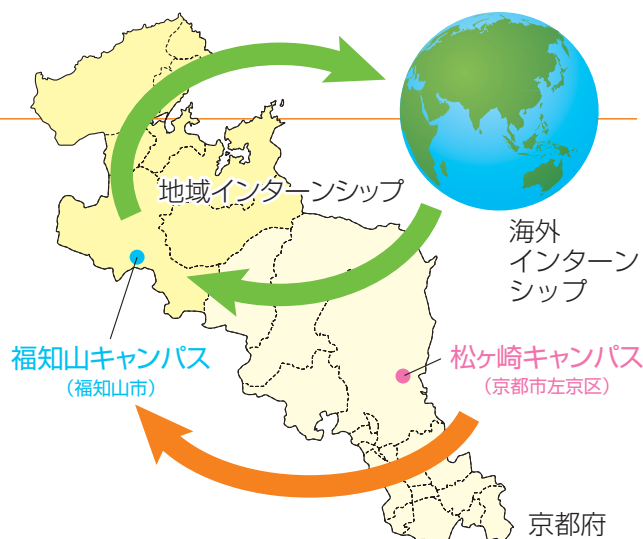 地域インターンシップ
海外
インターン
シップ
福知山キャンパス
（福知山市）
松ヶ崎キャンパス
（京都市左京区）
京都府